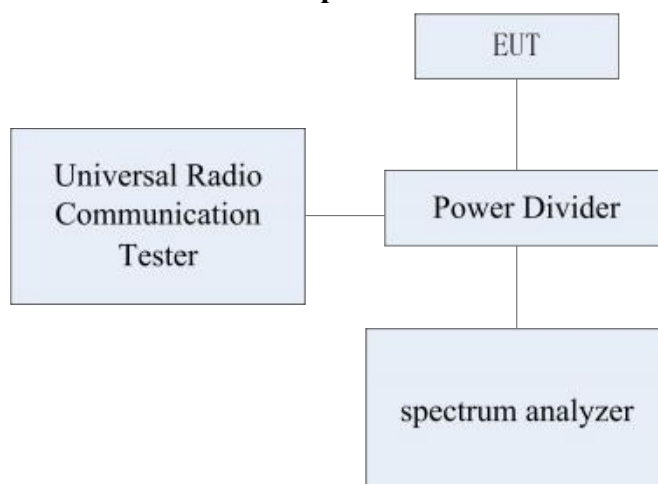 EUT
Universal Radio
Communication
Tester
Power Divider
spectrum analyzer